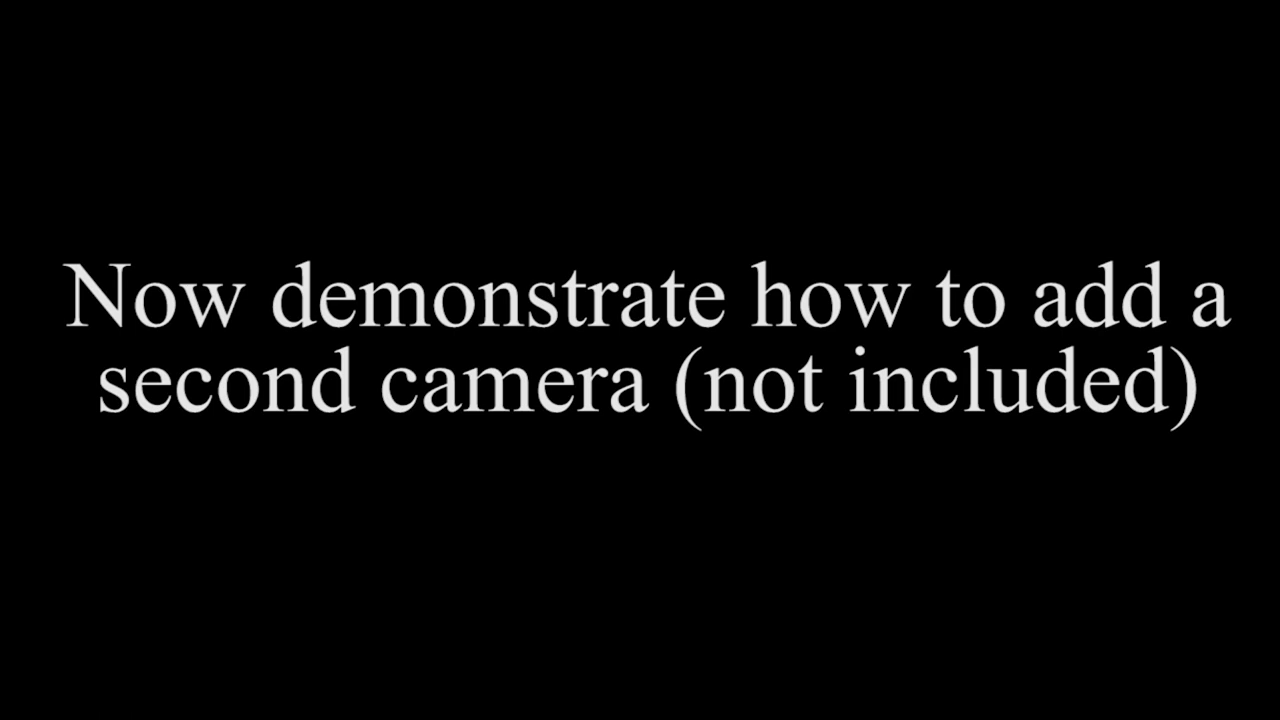 Now demonstrate how to add a
second camera (not included)